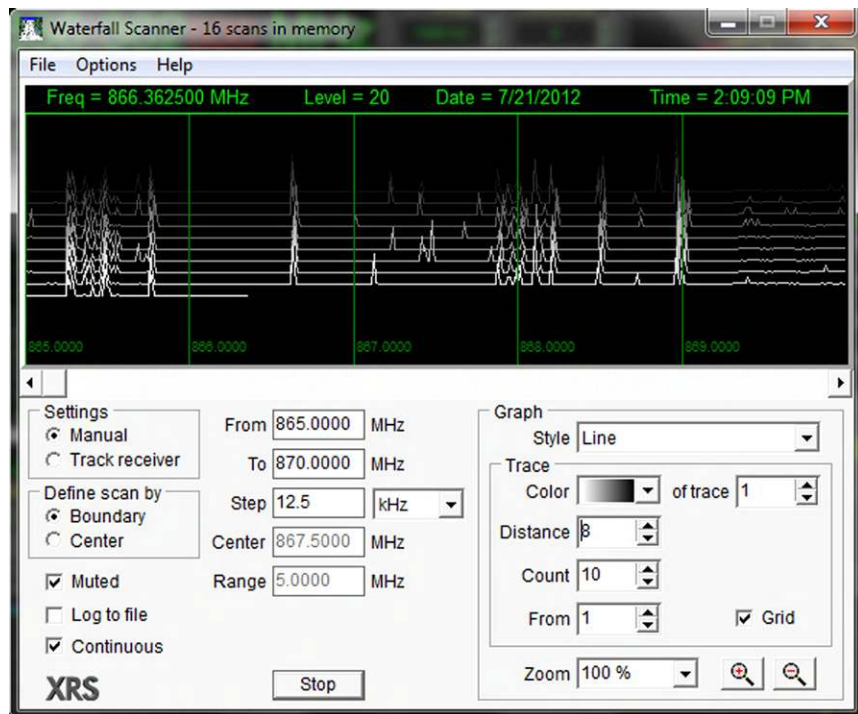 Waterfall Scanner - 16 scans in memory
File Options Help
Freq = 866.362500 MHz Level = 20 Date = 7/21/2012 Time = 2:09:09 PM
865.0000 866.0000 867.0000 868.0000 869.0000
Settings
Manual
Track receiver
Define scan by
Boundary
Center
Muted
Log to file
Continuous
XRS
From 865.0000 MHz
To 870.0000 MHz
Step 12.5 kHz
Center 867.5000 MHz
Range 5.0000 MHz
Stop
Graph
Style Line
Trace
Color of trace 1
Distance 8
Count 10
From 1 Grid
Zoom 100 %